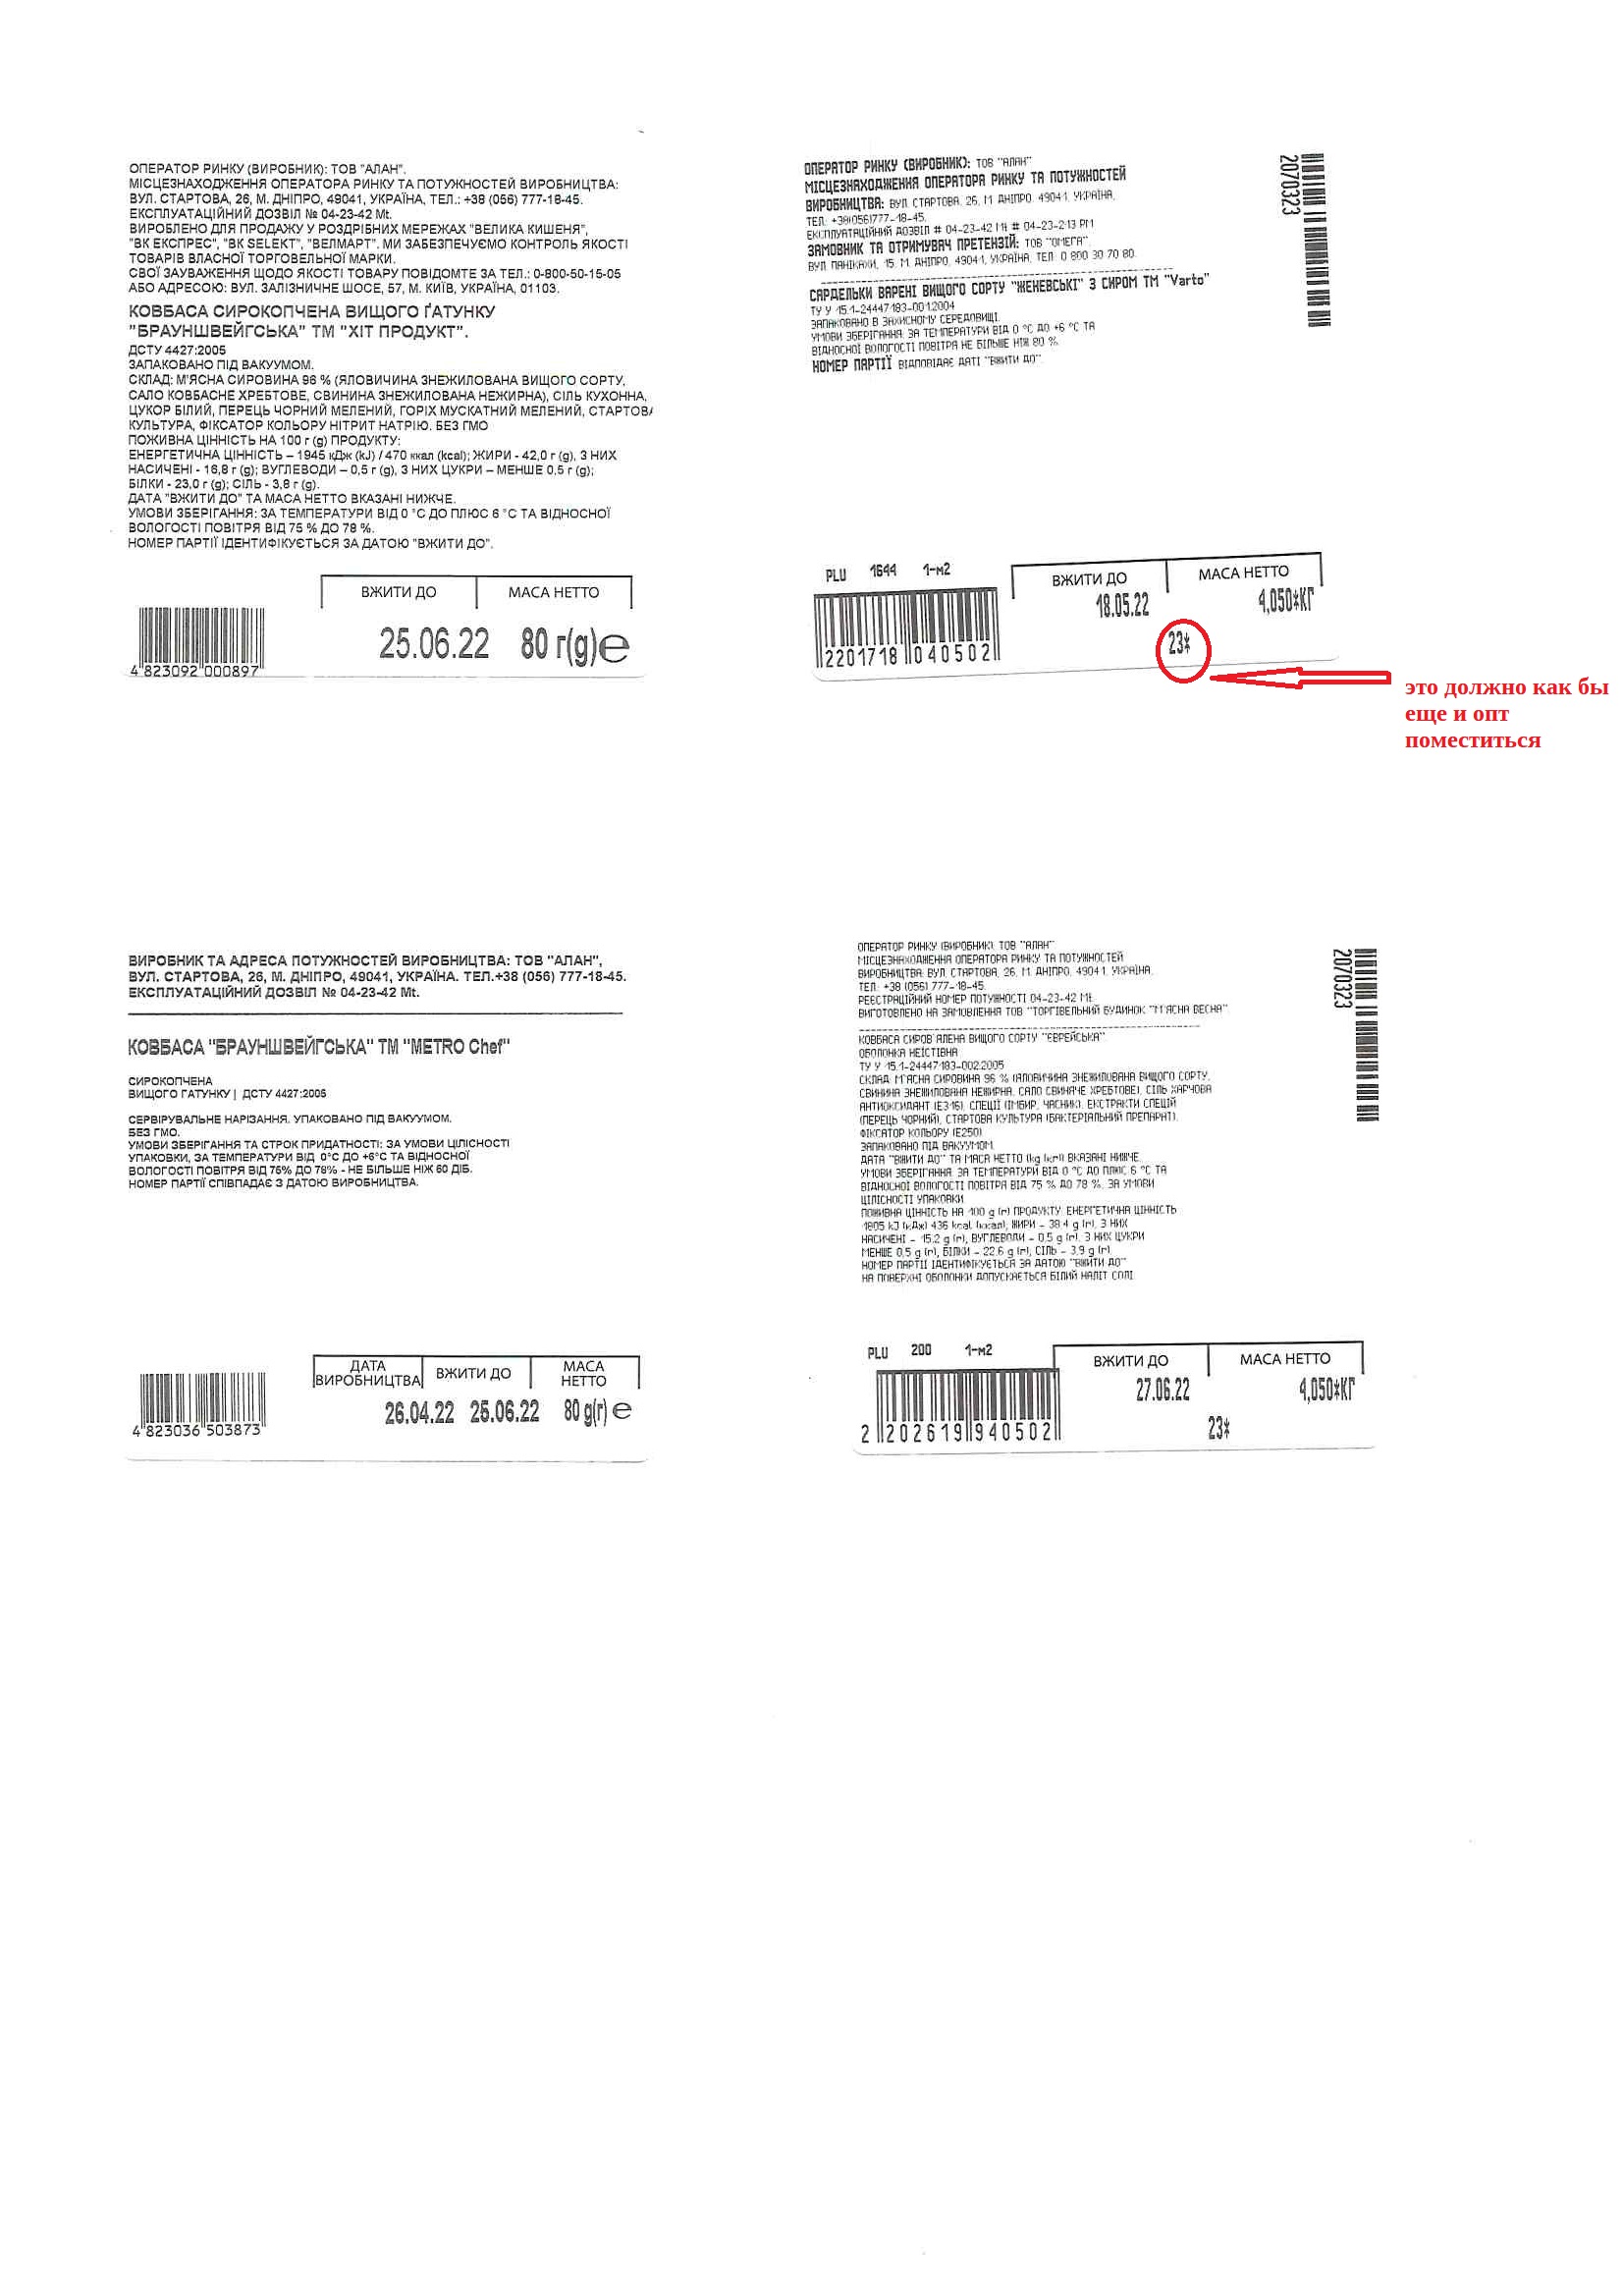 ОПЕРАТОР РИНКУ (ВИРОБНИК): ТОВ "АЛАН".
МІСЦЕЗНАХОДЖЕННЯ ОПЕРАТОРА РИНКУ ТА ПОТУЖНОСТЕЙ ВИРОБНИЦТВА:
ВУЛ. СТАРТОВА, 26, М. ДНІПРО, 49041, УКРАЇНА, ТЕЛ.: +38 (056) 777-18-45.
ЕКСПЛУАТАЦІЙНИЙ ДОЗВІЛ № 04-23-42 Mt.
ВИРОБЛЕНО ДЛЯ ПРОДАЖУ У РОЗДРІБНИХ МЕРЕЖАХ "ВЕЛИКА КИШЕНЯ",
"ВК ЕКСПРЕС", "ВК SELEKT", "ВЕЛМАРТ". МИ ЗАБЕЗПЕЧУЄМО КОНТРОЛЬ ЯКОСТІ
ТОВАРІВ ВЛАСНОЇ ТОРГОВЕЛЬНОЇ МАРКИ.
СВОЇ ЗАУВАЖЕННЯ ЩОДО ЯКОСТІ ТОВАРУ ПОВІДОМТЕ ЗА ТЕЛ.: 0-800-50-15-05
АБО АДРЕСОЮ: ВУЛ. ЗАЛІЗНИЧНЕ ШОСЕ, 57, М. КИЇВ, УКРАЇНА, 01103.
КОВБАСА СИРОКОПЧЕНА ВИЩОГО ҐАТУНКУ
"БРАУНШВЕЙГСЬКА" ТМ "ХІТ ПРОДУКТ".
ДСТУ 4427:2005
ЗАПАКОВАНО ПІД ВАКУУМОМ.
СКЛАД: М'ЯСНА СИРОВИНА 96 % (ЯЛОВИЧИНА ЗНЕЖИЛОВАНА ВИЩОГО СОРТУ,
САЛО КОВБАСНЕ ХРЕБТОВЕ, СВИНИНА ЗНЕЖИЛОВАНА НЕЖИРНА), СІЛЬ КУХОННА,
ЦУКОР БІЛИЙ, ПЕРЕЦЬ ЧОРНИЙ МЕЛЕНИЙ, ГОРІХ МУСКАТНИЙ МЕЛЕНИЙ, СТАРТОВА
КУЛЬТУРА, ФІКСАТОР КОЛЬОРУ НІТРИТ НАТРІЮ. БЕЗ ГМО
ПОЖИВНА ЦІННІСТЬ НА 100 г (g) ПРОДУКТУ:
ЕНЕРГЕТИЧНА ЦІННІСТЬ – 1945 кДж (kJ) / 470 ккал (kcal); ЖИРИ - 42,0 г (g), З НИХ
НАСИЧЕНІ - 16,8 г (g); ВУГЛЕВОДИ – 0,5 г (g), З НИХ ЦУКРИ – МЕНШЕ 0,5 г (g);
БІЛКИ - 23,0 г (g); СІЛЬ - 3,8 г (g).
ДАТА "ВЖИТИ ДО" ТА МАСА НЕТТО ВКАЗАНІ НИЖЧЕ.
УМОВИ ЗБЕРІГАННЯ: ЗА ТЕМПЕРАТУРИ ВІД 0 °С ДО ПЛЮС 6 °С ТА ВІДНОСНОЇ
ВОЛОГОСТІ ПОВІТРЯ ВІД 75 % ДО 78 %.
НОМЕР ПАРТІЇ ІДЕНТИФІКУЄТЬСЯ ЗА ДАТОЮ "ВЖИТИ ДО".
ВЖИТИ ДО МАСА НЕТТО
25.06.22 80 г(g)e
4 823092 000897
ОПЕРАТОР РИНКУ (ВИРОБНИК): ТОВ "АЛАН"
МІСЦЕЗНАХОДЖЕННЯ ОПЕРАТОРА РИНКУ ТА ПОТУЖНОСТЕЙ
ВИРОБНИЦТВА: ВУЛ. СТАРТОВА, 26, М. ДНІПРО, 49041, УКРАЇНА,
ТЕЛ.: +38(056)777-18-45.
ЕКСПЛУАТАЦІЙНИЙ ДОЗВІЛ # 04-23-42 Mt # 04-23-213 PM
ЗАМОВНИК ТА ОТРИМУВАЧ ПРЕТЕНЗІЙ: ТОВ "ОМЕГА".
ВУЛ. ПАНІКАХИ, 15, М. ДНІПРО, 49041, УКРАЇНА, ТЕЛ. 0 800 30 70 80.
САРДЕЛЬКИ ВАРЕНІ ВИЩОГО СОРТУ "ЖЕНЕВСЬКІ" З СИРОМ ТМ "Varto"
ТУ У 15.1-24447183-001:2004
ЗАПАКОВАНО В ЗАХИСНОМУ СЕРЕДОВИЩІ.
УМОВИ ЗБЕРІГАННЯ: ЗА ТЕМПЕРАТУРИ ВІД 0 °С ДО +6 °С ТА
ВІДНОСНОЇ ВОЛОГОСТІ ПОВІТРЯ НЕ БІЛЬШЕ НІЖ 80 %.
НОМЕР ПАРТІЇ ВІДПОВІДАЄ ДАТІ "ВЖИТИ ДО".
2070323
PLU 1644 1-м2
ВЖИТИ ДО МАСА НЕТТО
18.05.22 4,050*КГ
2201718 040502
23*
это должно как бы
еще и опт
поместиться
ВИРОБНИК ТА АДРЕСА ПОТУЖНОСТЕЙ ВИРОБНИЦТВА: ТОВ "АЛАН",
ВУЛ. СТАРТОВА, 26, М. ДНІПРО, 49041, УКРАЇНА. ТЕЛ.+38 (056) 777-18-45.
ЕКСПЛУАТАЦІЙНИЙ ДОЗВІЛ № 04-23-42 Mt.
КОВБАСА "БРАУНШВЕЙГСЬКА" ТМ "METRO Chef"
СИРОКОПЧЕНА
ВИЩОГО ГАТУНКУ | ДСТУ 4427:2005
СЕРВІРУВАЛЬНЕ НАРІЗАННЯ. УПАКОВАНО ПІД ВАКУУМОМ.
БЕЗ ГМО.
УМОВИ ЗБЕРІГАННЯ ТА СТРОК ПРИДАТНОСТІ: ЗА УМОВИ ЦІЛІСНОСТІ
УПАКОВКИ, ЗА ТЕМПЕРАТУРИ ВІД 0°С ДО +6°С ТА ВІДНОСНОЇ
ВОЛОГОСТІ ПОВІТРЯ ВІД 75% ДО 78% - НЕ БІЛЬШЕ НІЖ 60 ДІБ.
НОМЕР ПАРТІЇ СПІВПАДАЄ З ДАТОЮ ВИРОБНИЦТВА.
ДАТА ВИРОБНИЦТВА ВЖИТИ ДО МАСА НЕТТО
26.04.22 25.06.22 80 g(г) e
4 823036 503873
ОПЕРАТОР РИНКУ (ВИРОБНИК): ТОВ "АЛАН"
МІСЦЕЗНАХОДЖЕННЯ ОПЕРАТОРА РИНКУ ТА ПОТУЖНОСТЕЙ
ВИРОБНИЦТВА: ВУЛ. СТАРТОВА, 26, М. ДНІПРО, 49041, УКРАЇНА,
ТЕЛ.: +38 (056) 777-18-45.
РЕЄСТРАЦІЙНИЙ НОМЕР ПОТУЖНОСТІ 04-23-42 Mt.
ВИГОТОВЛЕНО НА ЗАМОВЛЕННЯ ТОВ "ТОРГІВЕЛЬНИЙ БУДИНОК "М'ЯСНА ВЕСНА"
КОВБАСА СИРОВ'ЯЛЕНА ВИЩОГО СОРТУ "ЄВРЕЙСЬКА"
ОБОЛОНКА НЕЇСТІВНА
ТУ У 15.1-24447183-002:2005
СКЛАД: М'ЯСНА СИРОВИНА 96 % (ЯЛОВИЧИНА ЗНЕЖИЛОВАНА ВИЩОГО СОРТУ,
СВИНИНА ЗНЕЖИЛОВАНА НЕЖИРНА, САЛО СВИНЯЧЕ ХРЕБТОВЕ), СІЛЬ ХАРЧОВА
АНТИОКСИДАНТ (Е316), СПЕЦІЇ (ІМБИР, ЧАСНИК), ЕКСТРАКТИ СПЕЦІЙ
(ПЕРЕЦЬ ЧОРНИЙ), СТАРТОВА КУЛЬТУРА (БАКТЕРІАЛЬНИЙ ПРЕПАРАТ),
ФІКСАТОР КОЛЬОРУ (Е250)
ЗАПАКОВАНО ПІД ВАКУУМОМ.
ДАТА "ВЖИТИ ДО" ТА МАСА НЕТТО (kg (кг)) ВКАЗАНІ НИЖЧЕ.
УМОВИ ЗБЕРІГАННЯ: ЗА ТЕМПЕРАТУРИ ВІД 0 °С ДО ПЛЮС 6 °С ТА
ВІДНОСНОЇ ВОЛОГОСТІ ПОВІТРЯ ВІД 75 % ДО 78 %, ЗА УМОВИ
ЦІЛІСНОСТІ УПАКОВКИ
ПОЖИВНА ЦІННІСТЬ НА 100 g (г) ПРОДУКТУ: ЕНЕРГЕТИЧНА ЦІННІСТЬ
1805 kJ (кДж) 436 kcal (ккал), ЖИРИ - 38,4 g (г), З НИХ
НАСИЧЕНІ - 15,2 g (г), ВУГЛЕВОДИ - 0,5 g (г), З НИХ ЦУКРИ
МЕНШЕ 0,5 g (г), БІЛКИ - 22,6 g (г), СІЛЬ - 3,9 g (г).
НОМЕР ПАРТІЇ ІДЕНТИФІКУЄТЬСЯ ЗА ДАТОЮ "ВЖИТИ ДО"
НА ПОВЕРХНІ ОБОЛОНКИ ДОПУСКАЄТЬСЯ БІЛИЙ НАЛІТ СОЛІ
2070323
PLU 200 1-м2
ВЖИТИ ДО МАСА НЕТТО
27.06.22 4,050*КГ
2 202619 940502
23*